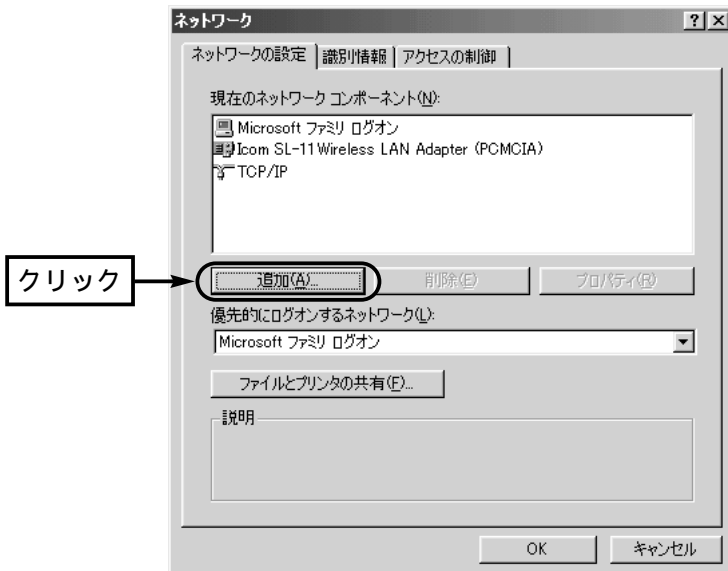 ネットワーク
ネットワークの設定 識別情報 アクセスの制御
現在のネットワーク コンポーネント(N):
Microsoft ファミリ ログオン
Icom SL-11 Wireless LAN Adapter (PCMCIA)
TCP/IP
クリック
追加(A)... 削除(E) プロパティ(R)
優先的にログオンするネットワーク(L):
Microsoft ファミリ ログオン
ファイルとプリンタの共有(F)...
説明
OK キャンセル